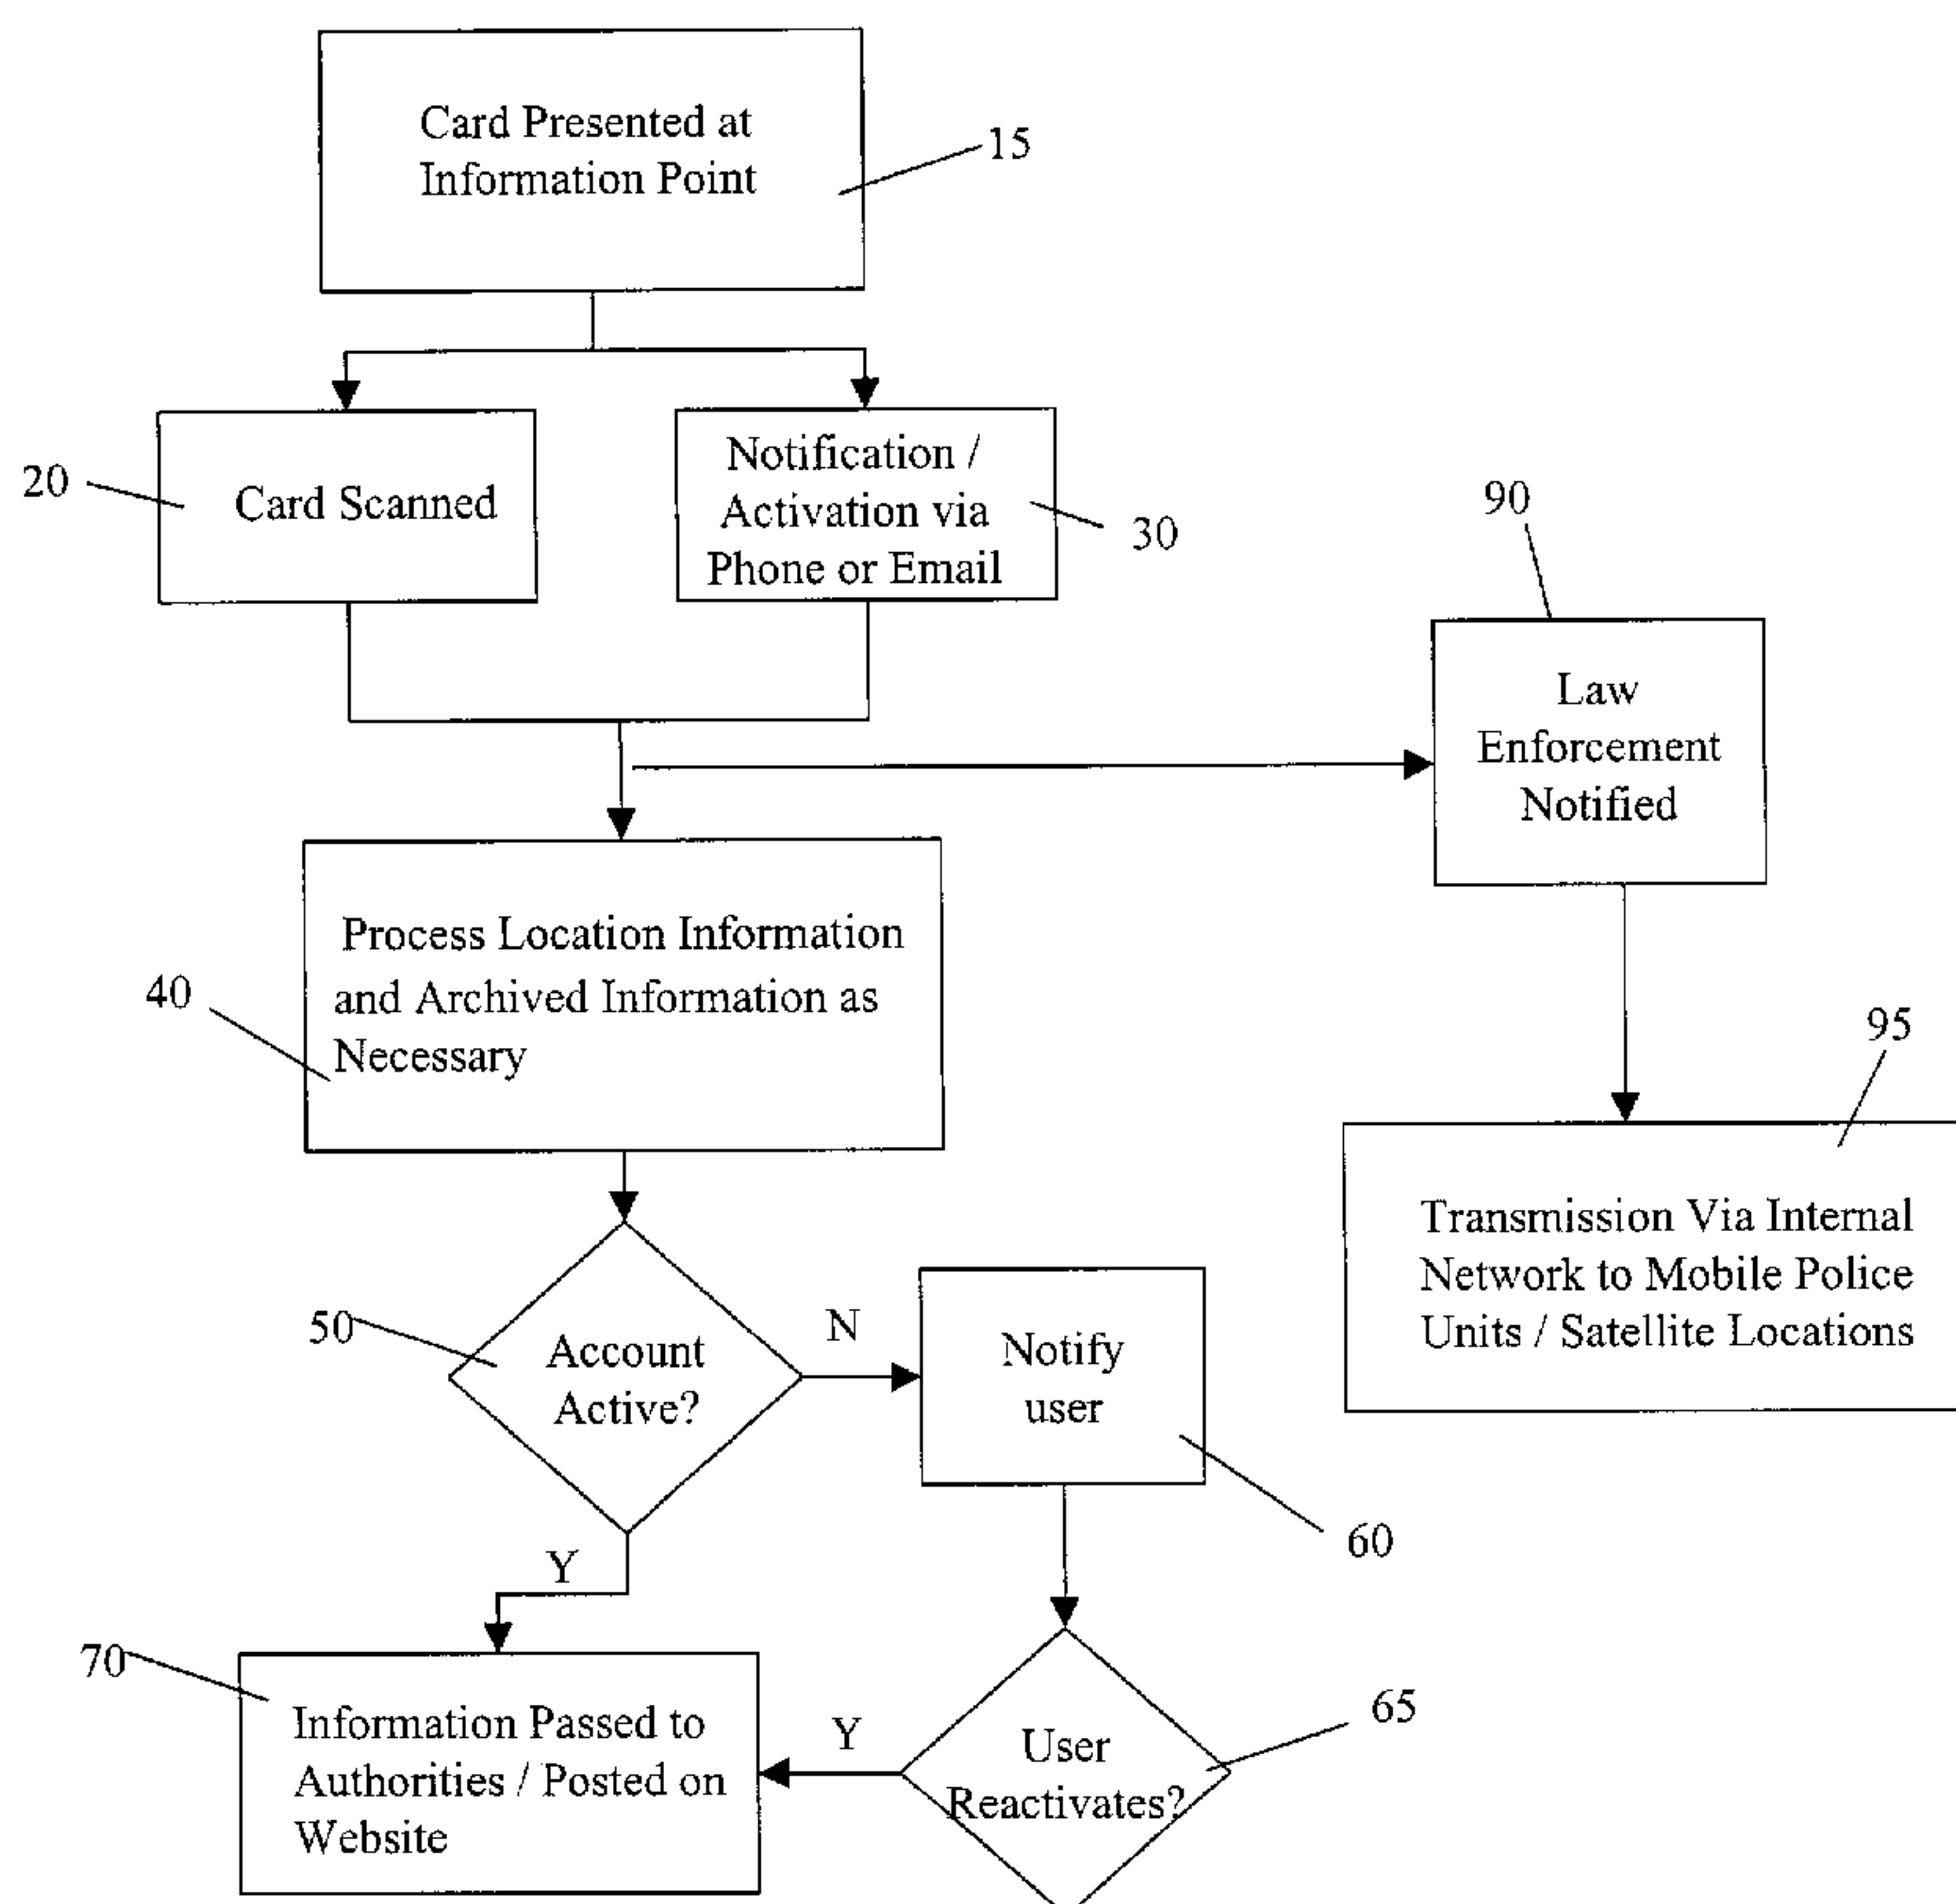 Card Presented at
Information Point
15
20
Card Scanned
Notification /
Activation via
Phone or Email
30
90
Law
Enforcement
Notified
40
Process Location Information
and Archived Information as
Necessary
95
Transmission Via Internal
Network to Mobile Police
Units / Satellite Locations
50
Account
Active?
N
Notify
user
60
Y
70
Information Passed to
Authorities / Posted on
Website
Y
User
Reactivates?
65